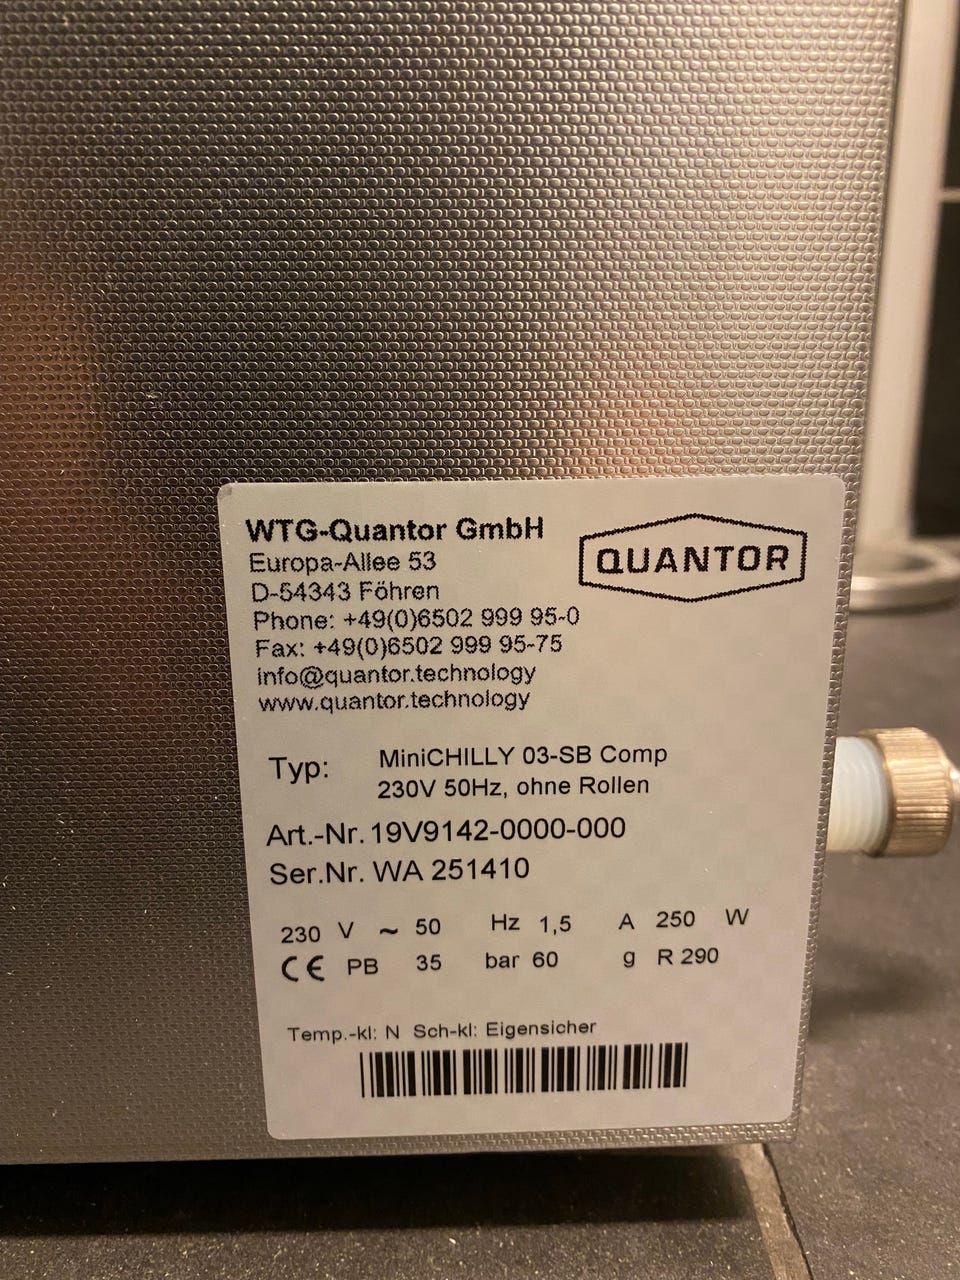 WTG-Quantor GmbH
QUANTOR
Europa-Allee 53
D-54343 Föhren
Phone: +49(0)6502 999 95-0
Fax: +49(0)6502 999 95-75
info@quantor.technology
www.quantor.technology
Typ: MiniCHILLY 03-SB Comp
230V 50Hz, ohne Rollen
Art.-Nr. 19V9142-0000-000
Ser.Nr. WA 251410
230 V ~ 50 Hz 1,5 A 250 W
CE PB 35 bar 60 g R 290
Temp.-kl: N Sch-kl: Eigensicher